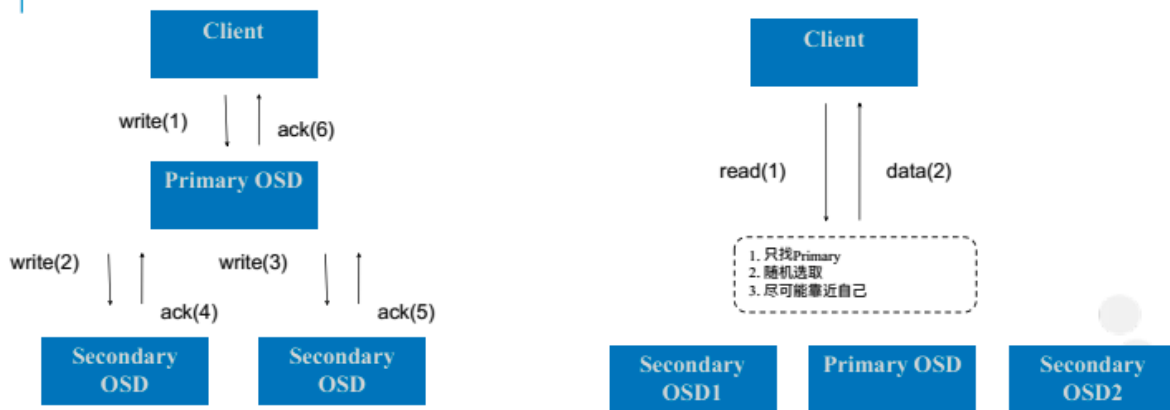 Client
write(1)
ack(6)
Primary OSD
write(2)
write(3)
ack(4)
ack(5)
Secondary
OSD
Secondary
OSD
Client
read(1)
data(2)
1. 只找Primary
2. 随机选取
3. 尽可能靠近自己
Secondary
OSD1
Primary OSD
Secondary
OSD2